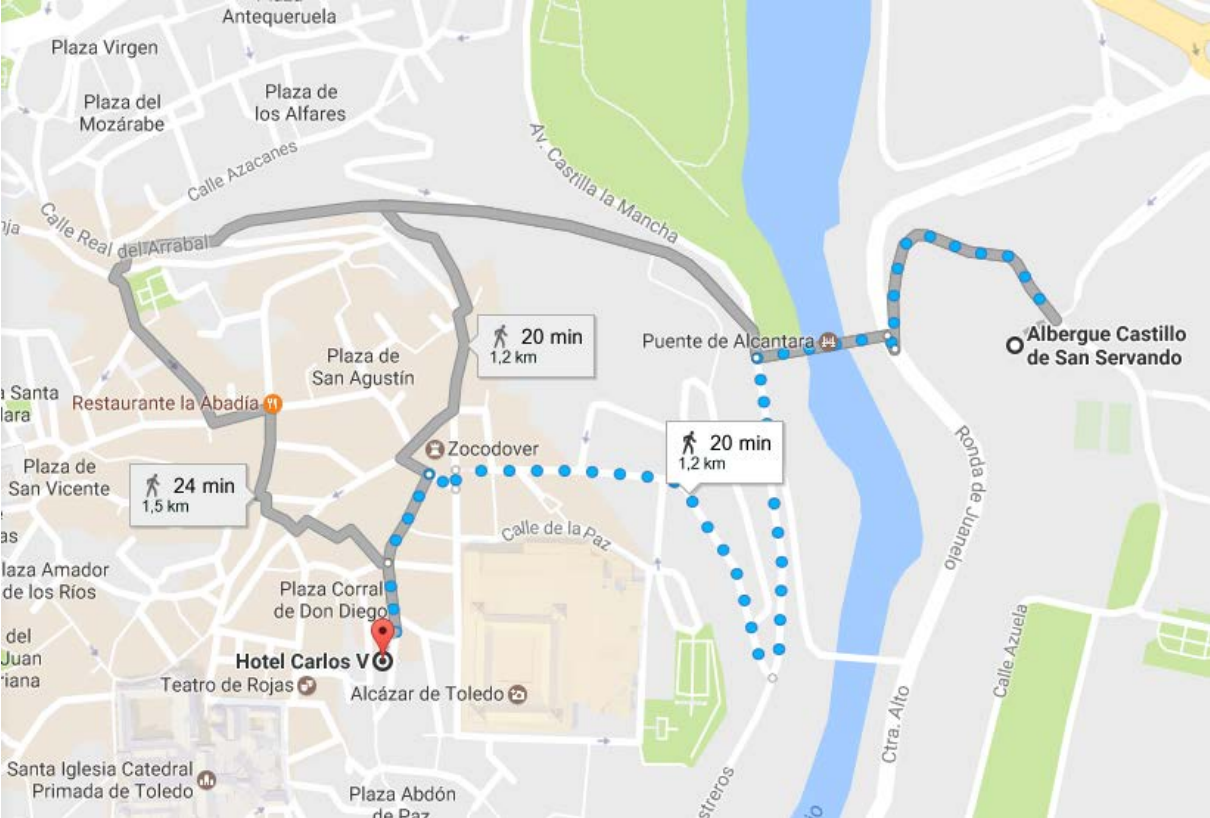 Antequeruela
Plaza Virgen
Plaza del
Mozárabe
Plaza de
los Alfares
Calle Azacanes
Av. Castilla la Mancha
Calle Real del Arrabal
20 min
1,2 km
Puente de Alcantara
Albergue Castillo
de San Servando
Plaza de
San Agustín
Santa
Restaurante la Abadía
Zocodover
20 min
1,2 km
Plaza de
San Vicente
24 min
1,5 km
Ronda de Juanelo
Calle de la Paz
Amador
de los Ríos
Plaza Corral
de Don Diego
del
Juan
Hotel Carlos V
Teatro de Rojas
Alcázar de Toledo
Calle Azuela
Ctra. Alto
Santa Iglesia Catedral
Primada de Toledo
Plaza Abdón
de Paz